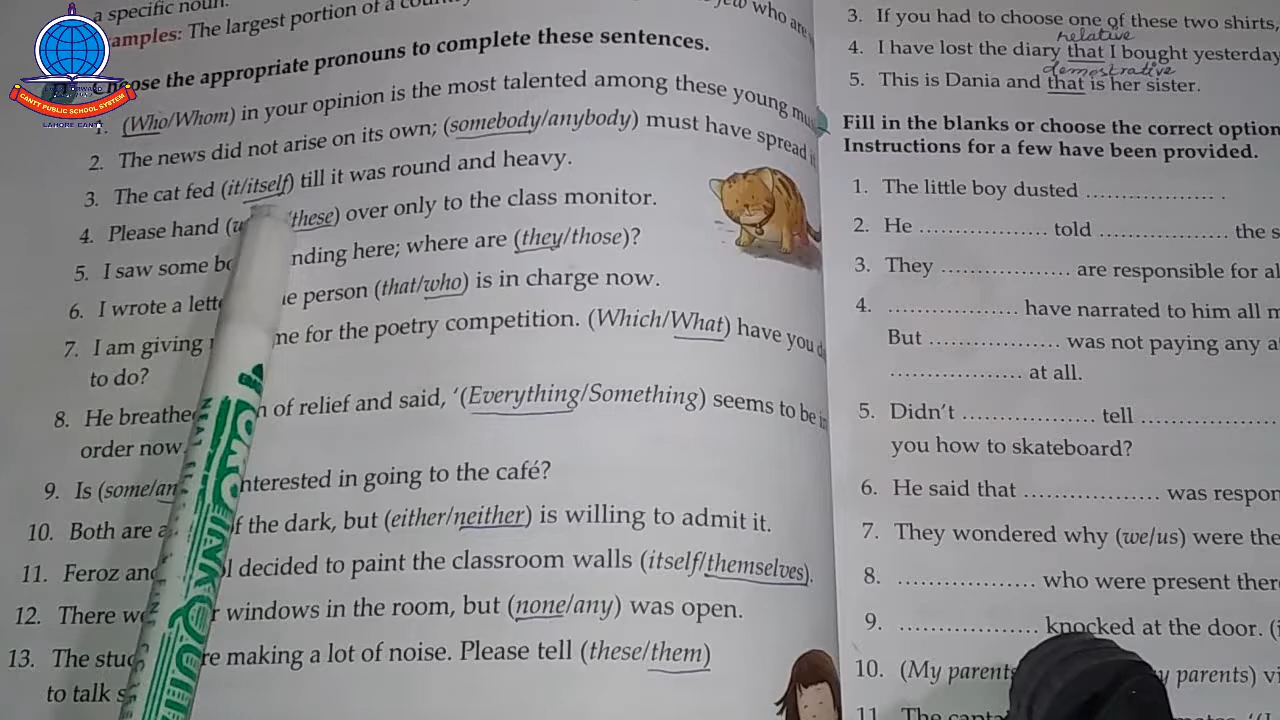 a specific noun.
amples: The largest portion of a
who are
the appropriate pronouns to complete these sentences.
CANTT PUBLIC SCHOOL SYSTEM
LAHORE CANTT
(Who/Whom) in your opinion is the most talented among these young
2. The news did not arise on its own; (somebody/anybody) must have spread
3. The cat fed (it/itself) till it was round and heavy.
4. Please hand /these) over only to the class monitor.
5. I saw some nding here; where are (they/those)?
6. I wrote a person (that/who) is in charge now.
7. I am giving me for the poetry competition. (Which/What) have you
to do?
8. He of relief and said, '(Everything/Something) seems to be
order now.
9. Is (some/ nterested in going to the café?
10. Both are f the dark, but (either/neither) is willing to admit it.
11. Feroz decided to paint the classroom walls (itself/themselves).
12. There windows in the room, but (none/any) was open.
13. The re making a lot of noise. Please tell (these/them)
to talk
3. If you had to choose one of these two shirts,
relative
4. I have lost the diary that I bought yesterday
demostrative
5. This is Dania and that is her sister.
Fill in the blanks or choose the correct option
Instructions for a few have been provided.
1. The little boy dusted .................... .
2. He .................... told .................... the s
3. They .................... are responsible for al
4. .................... have narrated to him all
But .................... was not paying any
.................... at all.
5. Didn't .................... tell ....................
you how to skateboard?
6. He said that .................... was respon
7. They wondered why (we/us) were the
8. .................... who were present ther
9. .................... knocked at the door.
10. (My parents y parents)
11. The